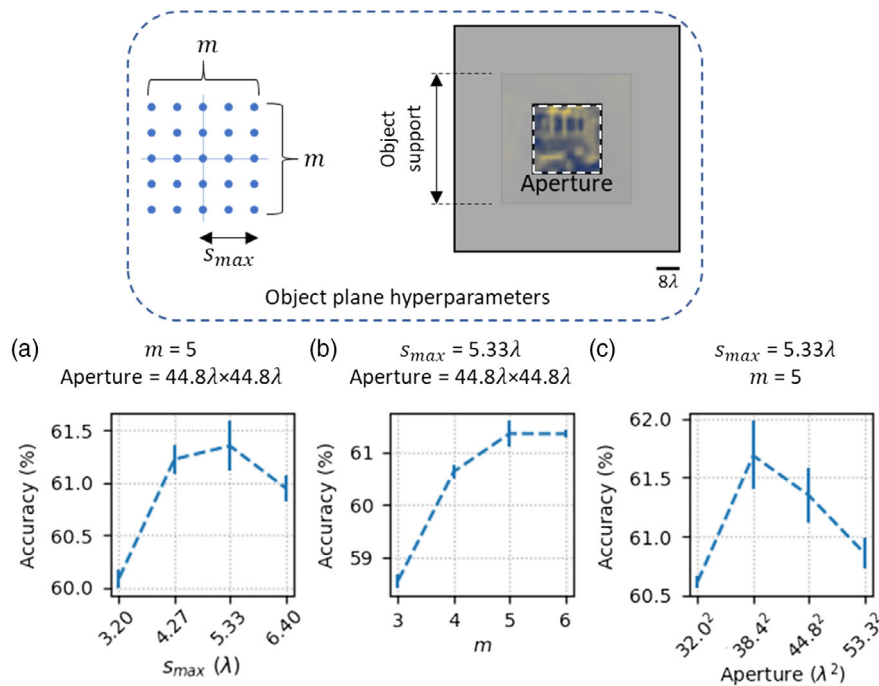 m
m
s_max
Object support
Aperture
8λ
Object plane hyperparameters
(a)
m = 5
Aperture = 44.8λ×44.8λ
Accuracy (%)
61.5
61.0
60.5
60.0
3.20 4.27 5.33 6.40
s_max (λ)
(b)
s_max = 5.33λ
Aperture = 44.8λ×44.8λ
Accuracy (%)
61
60
59
3 4 5 6
m
(c)
s_max = 5.33λ
m = 5
Accuracy (%)
62.0
61.5
61.0
60.5
32.0² 38.4² 44.8² 53.3²
Aperture (λ²)